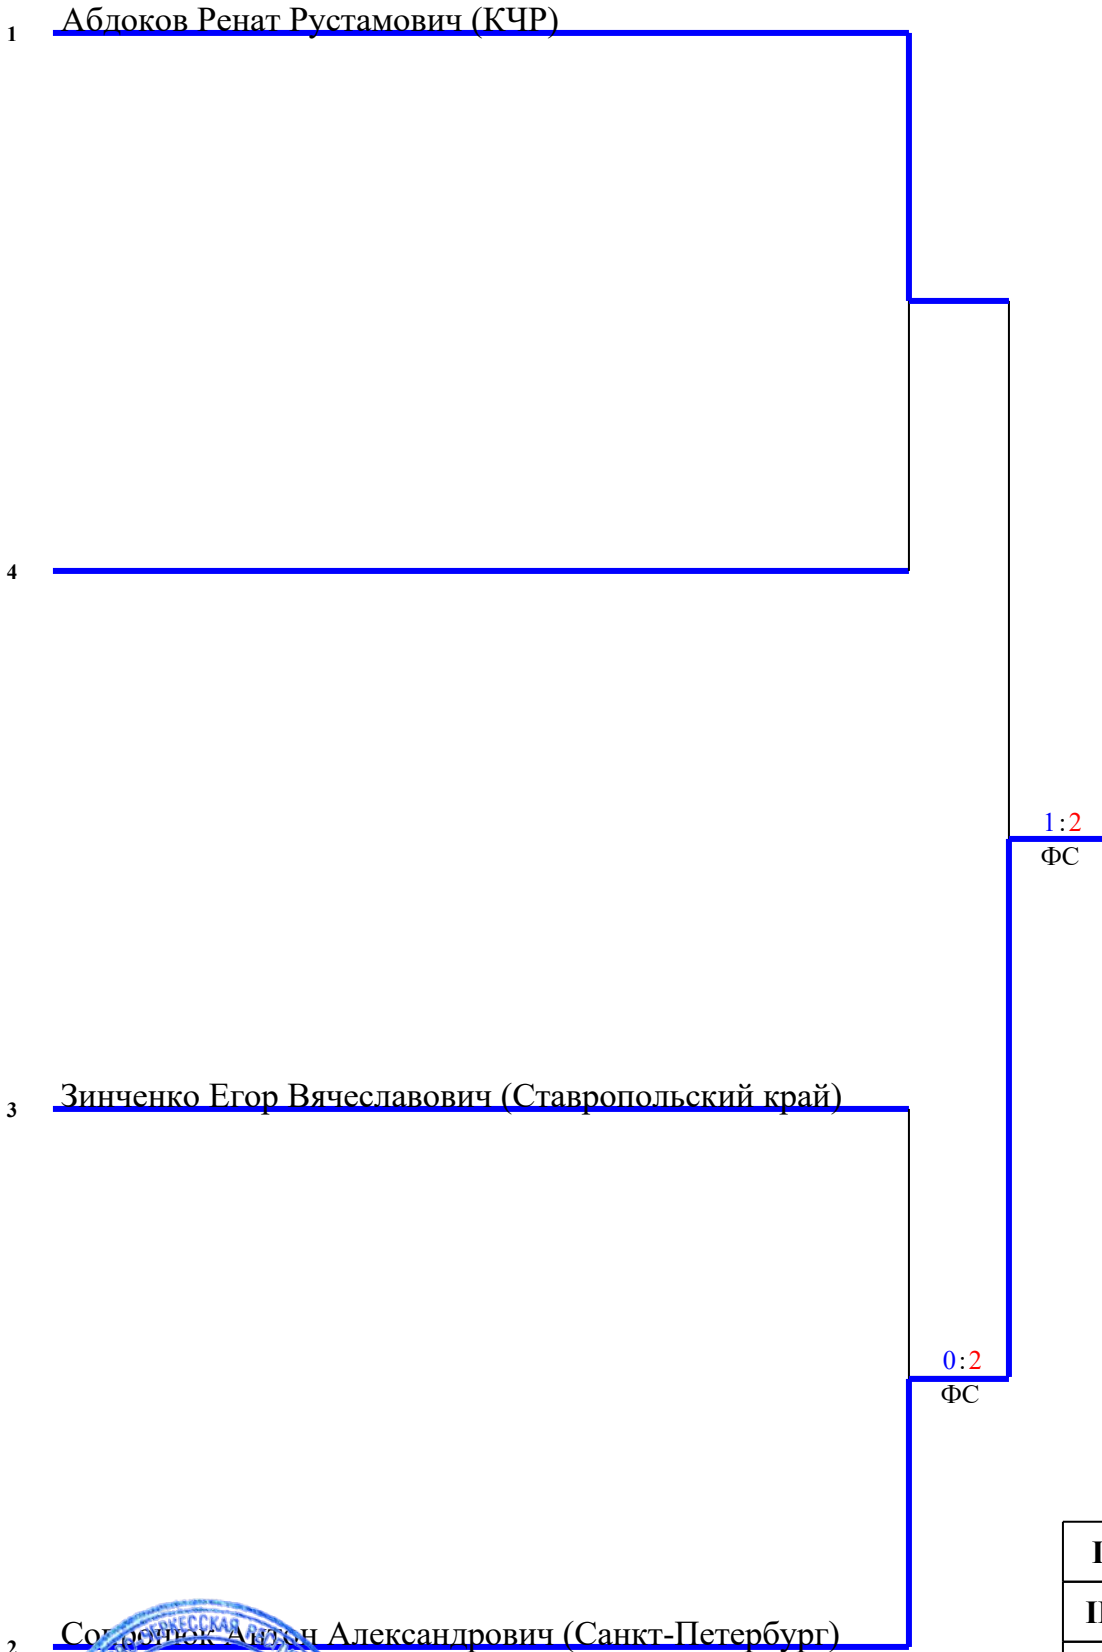 1 Абдоков Ренат Рустамович (КЧР)
4
1:2
ФС
3 Зинченко Егор Вячеславович (Ставропольский край)
0:2
ФС
I
2 Антон Александрович (Санкт-Петербург)